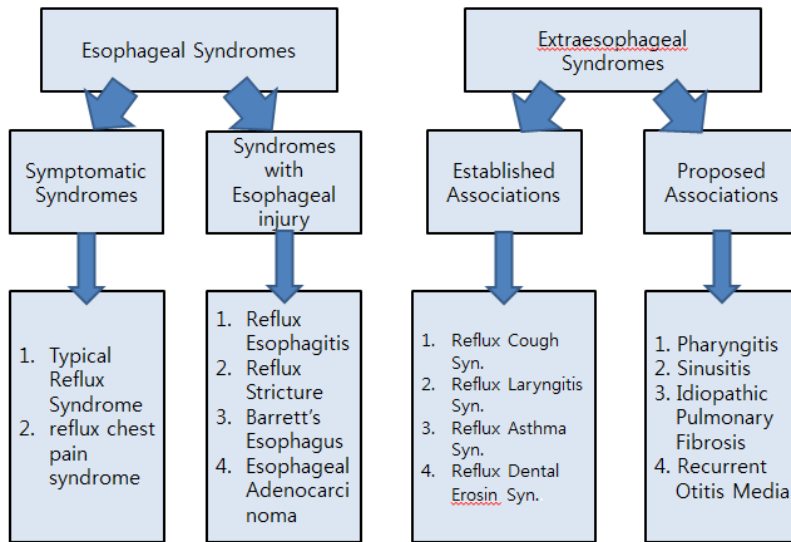 Esophageal Syndromes
Extraesophageal
Syndromes
Symptomatic
Syndromes
Syndromes
with
Esophageal
injury
Established
Associations
Proposed
Associations
1. Typical
Reflux
Syndrome
2. reflux chest
pain
syndrome
1. Reflux
Esophagitis
2. Reflux
Stricture
3. Barrett's
Esophagus
4. Esophageal
Adenocarci
noma
1. Reflux Cough
Syn.
2. Reflux Laryngitis
Syn.
3. Reflux Asthma
Syn.
4. Reflux Dental
Erosin Syn.
1. Pharyngitis
2. Sinusitis
3. Idiopathic
Pulmonary
Fibrosis
4. Recurrent
Otitis Media